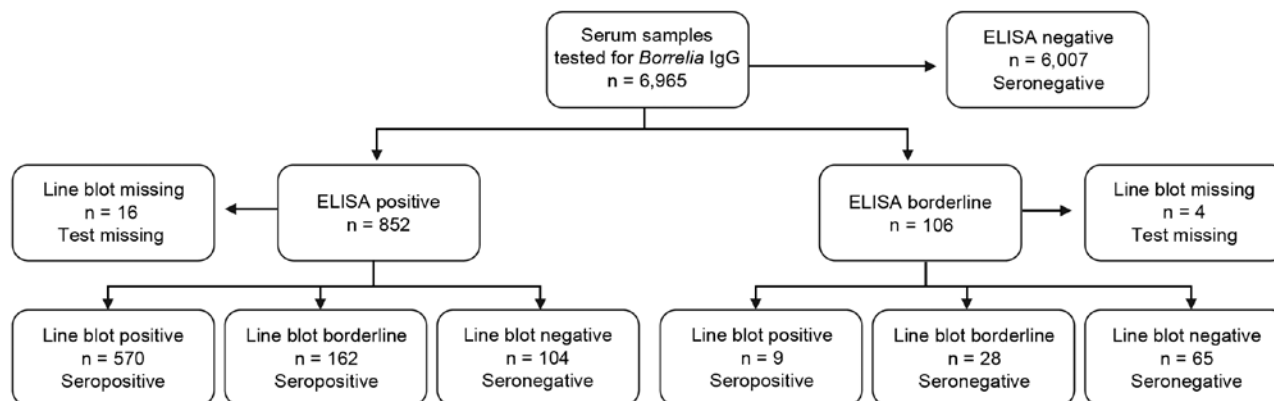 Serum samples
tested for Borrelia IgG
n = 6,965
ELISA negative
n = 6,007
Seronegative
Line blot missing
n = 16
Test missing
ELISA positive
n = 852
ELISA borderline
n = 106
Line blot missing
n = 4
Test missing
Line blot positive
n = 570
Seropositive
Line blot borderline
n = 162
Seropositive
Line blot negative
n = 104
Seronegative
Line blot positive
n = 9
Seropositive
Line blot borderline
n = 28
Seronegative
Line blot negative
n = 65
Seronegative